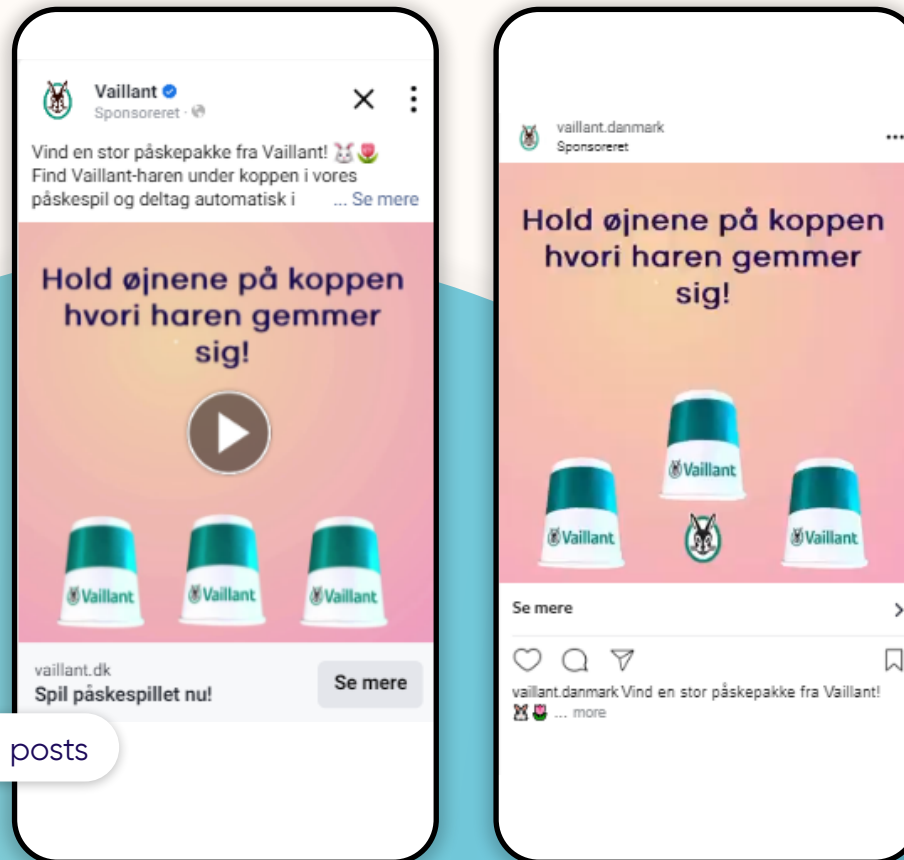 Vaillant
Sponsoreret ·
Vind en stor påskepakke fra Vaillant! 🐰🌷
Find Vaillant-haren under koppen i vores
påskespil og deltag automatisk i ... Se mere
Hold øjnene på koppen
hvori haren gemmer
sig!
Vaillant
Vaillant
Vaillant
vaillant.dk
Spil påskespillet nu!
Se mere
posts
vaillant.danmark
Sponsoreret
Hold øjnene på koppen
hvori haren gemmer
sig!
Vaillant
Vaillant
Vaillant
Se mere
vaillant.danmark Vind en stor påskepakke fra Vaillant!
🐰🌷 ... more